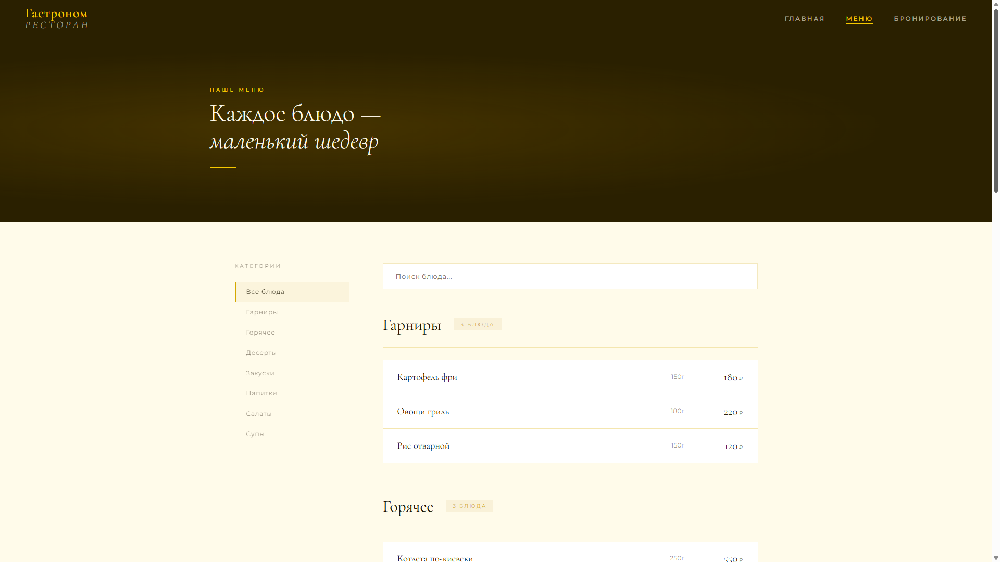 Гастроном
РЕСТОРАН
ГЛАВНАЯ
МЕНЮ
БРОНИРОВАНИЕ
НАШЕ МЕНЮ
Каждое блюдо —
маленький шедевр
КАТЕГОРИИ
Все блюда
Гарниры
Горячее
Десерты
Закуски
Напитки
Салаты
Супы
Поиск блюда...
Гарниры 3 БЛЮДА
Картофель фри 150г 180 ₽
Овощи гриль 180г 220 ₽
Рис отварной 150г 120 ₽
Горячее 3 БЛЮДА
Котлета по-киевски 250г 550 ₽